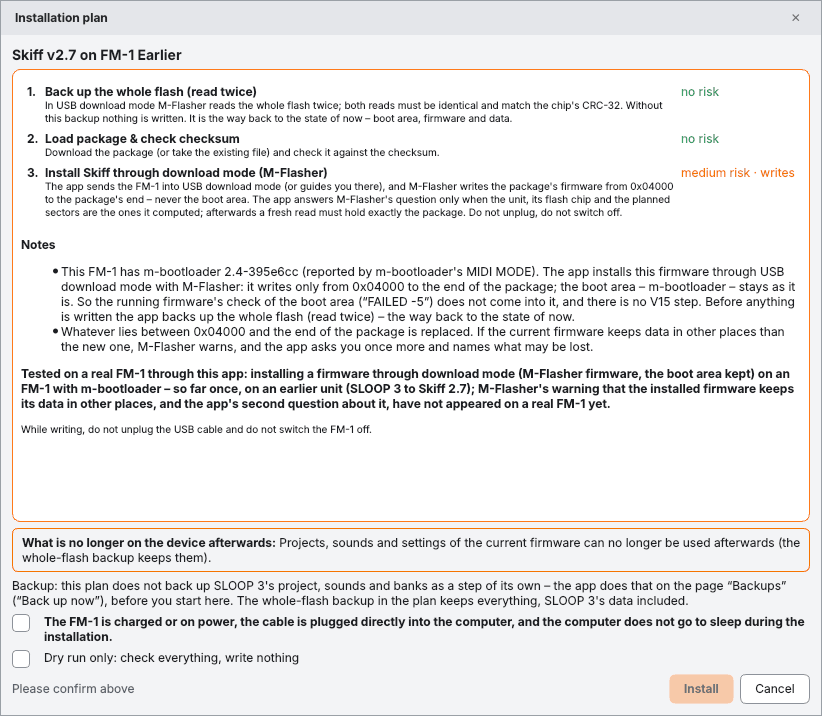 Installation plan
×
Skiff v2.7 on FM-1 Earlier
1. Back up the whole flash (read twice) no risk
In USB download mode M-Flasher reads the whole flash twice; both reads must be identical and match the chip's CRC-32. Without
this backup nothing is written. It is the way back to the state of now – boot area, firmware and data.
2. Load package & check checksum no risk
Download the package (or take the existing file) and check it against the checksum.
3. Install Skiff through download mode (M-Flasher) medium risk · writes
The app sends the FM-1 into USB download mode (or guides you there), and M-Flasher writes the package's firmware from 0x04000
to the package's end – never the boot area. The app answers M-Flasher's question only when the unit, its flash chip and the planned
sectors are the ones it computed; afterwards a fresh read must hold exactly the package. Do not unplug, do not switch off.
Notes
• This FM-1 has m-bootloader 2.4-395e6cc (reported by m-bootloader's MIDI MODE). The app installs this firmware through USB
download mode with M-Flasher: it writes only from 0x04000 to the end of the package; the boot area – m-bootloader – stays as it
is. So the running firmware's check of the boot area (“FAILED -5”) does not come into it, and there is no V15 step. Before anything
is written the app backs up the whole flash (read twice) – the way back to the state of now.
• Whatever lies between 0x04000 and the end of the package is replaced. If the current firmware keeps data in other places than
the new one, M-Flasher warns, and the app asks you once more and names what may be lost.
Tested on a real FM-1 through this app: installing a firmware through download mode (M-Flasher firmware, the boot area kept) on an
FM-1 with m-bootloader – so far once, on an earlier unit (SLOOP 3 to Skiff 2.7); M-Flasher's warning that the installed firmware keeps
its data in other places, and the app's second question about it, have not appeared on a real FM-1 yet.
While writing, do not unplug the USB cable and do not switch the FM-1 off.
What is no longer on the device afterwards: Projects, sounds and settings of the current firmware can no longer be used afterwards (the
whole-flash backup keeps them).
Backup: this plan does not back up SLOOP 3's project, sounds and banks as a step of its own – the app does that on the page “Backups”
(“Back up now”), before you start here. The whole-flash backup in the plan keeps everything, SLOOP 3's data included.
The FM-1 is charged or on power, the cable is plugged directly into the computer, and the computer does not go to sleep during the
installation.
Dry run only: check everything, write nothing
Please confirm above
Install
Cancel